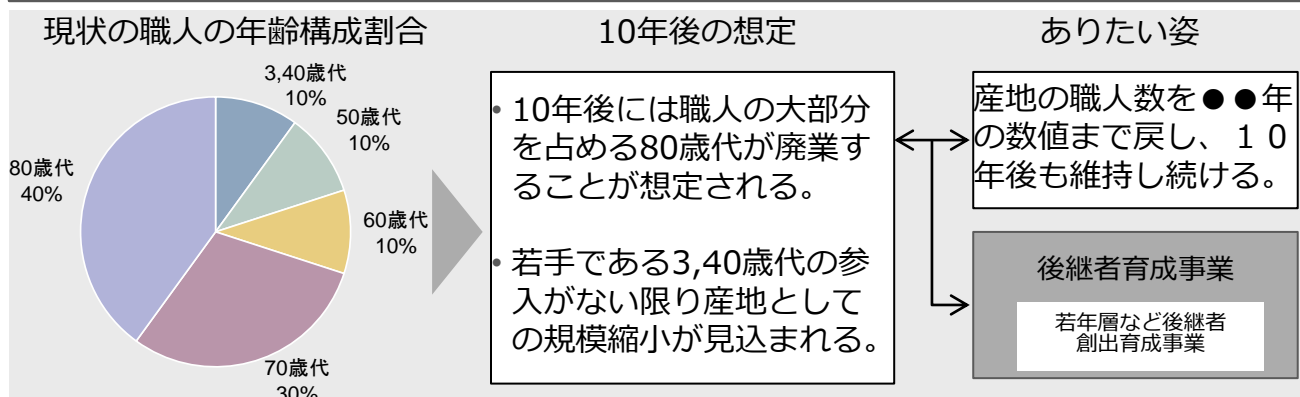 現状の職人の年齢構成割合
3,40歳代
10%
50歳代
10%
60歳代
10%
70歳代
30%
80歳代
40%
10年後の想定
• 10年後には職人の大部分
を占める80歳代が廃業す
ることが想定される。
• 若手である3,40歳代の参
入がない限り産地として
の規模縮小が見込まれる。
ありたい姿
産地の職人数を●●年
の数値まで戻し、１０
年後も維持し続ける。
後継者育成事業
若年層など後継者
創出育成事業